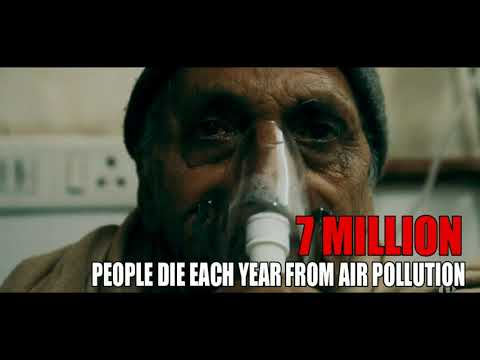 7 MILLION
PEOPLE DIE EACH YEAR FROM AIR POLLUTION